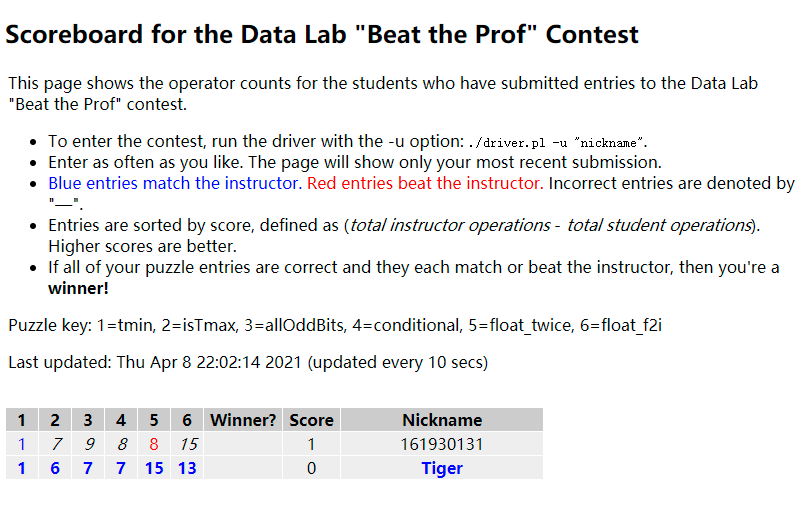 Scoreboard for the Data Lab "Beat the Prof" Contest
This page shows the operator counts for the students who have submitted entries to the Data Lab
"Beat the Prof" contest.
To enter the contest, run the driver with the -u option: ./driver.pl -u "nickname".
Enter as often as you like. The page will show only your most recent submission.
Blue entries match the instructor. Red entries beat the instructor. Incorrect entries are denoted by
"—".
Entries are sorted by score, defined as (total instructor operations - total student operations).
Higher scores are better.
If all of your puzzle entries are correct and they each match or beat the instructor, then you're a
winner!
Puzzle key: 1=tmin, 2=isTmax, 3=allOddBits, 4=conditional, 5=float_twice, 6=float_f2i
Last updated: Thu Apr 8 22:02:14 2021 (updated every 10 secs)
1 2 3 4 5 6 Winner? Score Nickname
1 7 9 8 8 15 1 161930131
1 6 7 7 15 13 0 Tiger